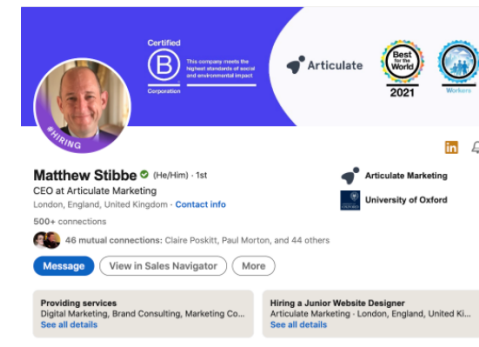 Certified
B
Corporation
This company meets the
highest standards of social
and environmental impact
Articulate
Best
for the
World
2021
Workers
#HIRING
in
Matthew Stibbe (He/Him) · 1st
CEO at Articulate Marketing
London, England, United Kingdom · Contact info
500+ connections
46 mutual connections: Claire Poskitt, Paul Morton, and 44 others
Articulate Marketing
University of Oxford
Message
View in Sales Navigator
More
Providing services
Digital Marketing, Brand Consulting, Marketing Co...
See all details
Hiring a Junior Website Designer
Articulate Marketing · London, England, United Ki...
See all details